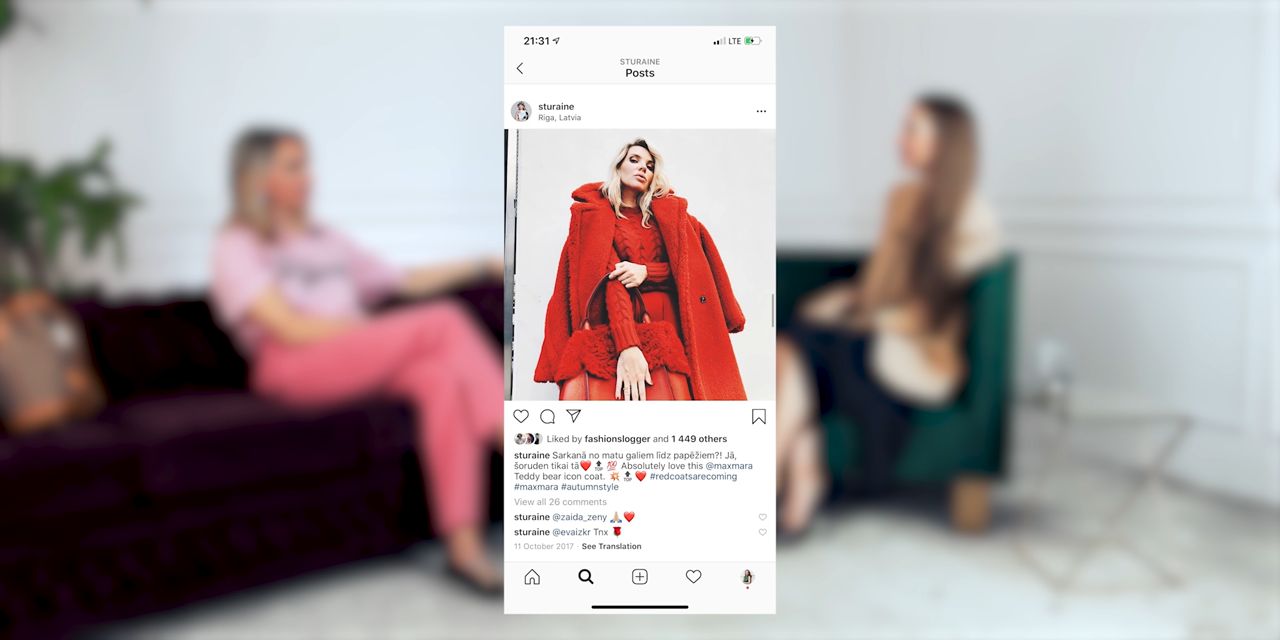 21:31
LTE
STURAINE
Posts
sturaine
Riga, Latvia
Liked by fashionslogger and 1 449 others
sturaine Sarkanā no matu galiem līdz papēžiem?! Jā,
šoruden tikai tā❤️🔝💯 Absolutely love this @maxmara
Teddy bear icon coat. 💥🔝❤️ #redcoatsarecoming
#maxmara #autumnstyle
View all 26 comments
sturaine @zaida_zeny 🙏🏼❤️
sturaine @evaizkr Tnx 🌹
11 October 2017 · See Translation